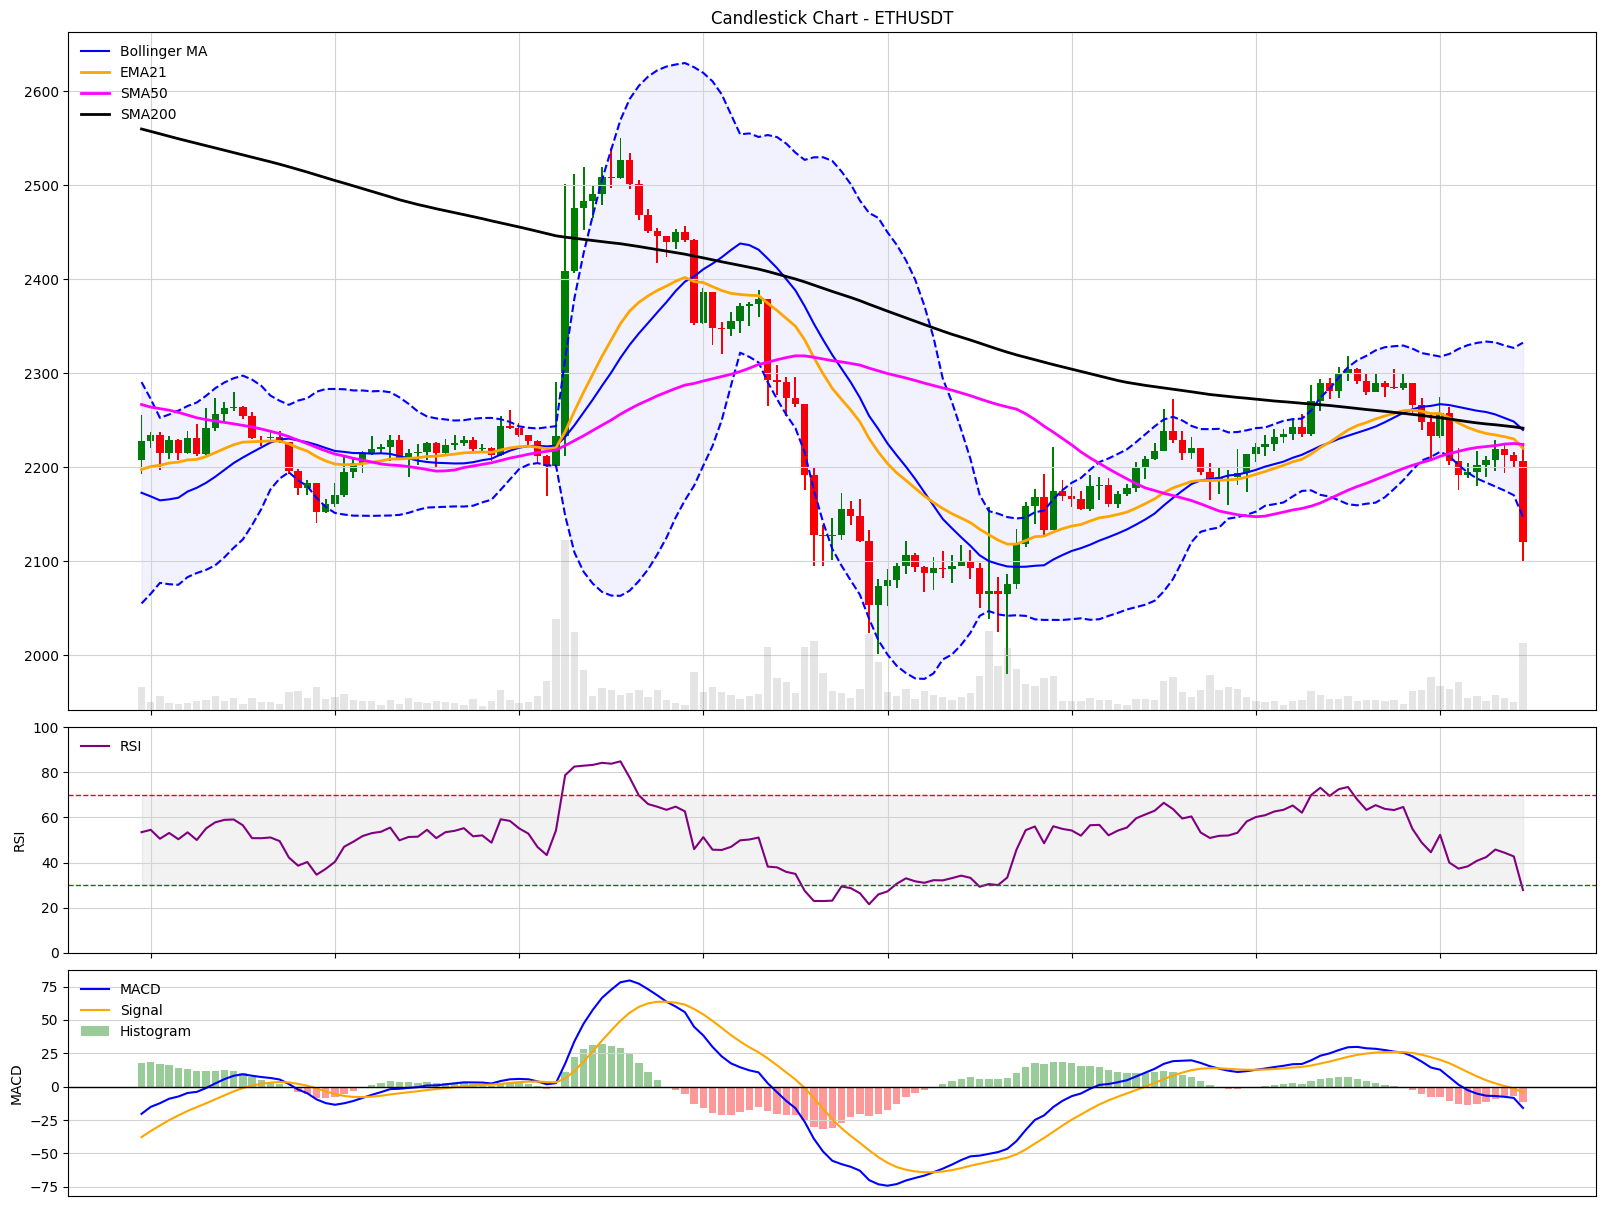 Candlestick Chart - ETHUSDT
Bollinger MA
EMA21
SMA50
SMA200
2600
2500
2400
2300
2200
2100
2000
RSI
100
80
60
40
20
0
RSI
MACD
Signal
Histogram
75
50
25
0
−25
−50
−75
MACD